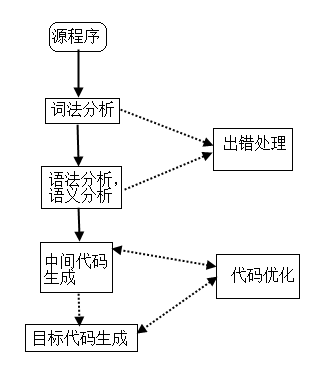 源程序
词法分析
出错处理
语法分析,
语义分析
中间代码
生成
代码优化
目标代码生成